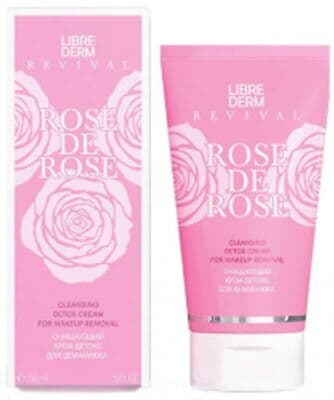 LIBRE
DERM
REVIVAL
ROSE
DE
ROSE
CLEANSING
DETOX-CREAM
FOR MAKEUP REMOVAL
ОЧИЩАЮЩИЙ
КРЕМ-ДЕТОКС
ДЛЯ ДЕМАКИЯЖА
LIBRE
DERM
REVIVAL
ROSE
DE
ROSE
CLEANSING
DETOX-CREAM
FOR MAKEUP REMOVAL
ОЧИЩАЮЩИЙ
КРЕМ-ДЕТОКС
ДЛЯ ДЕМАКИЯЖА